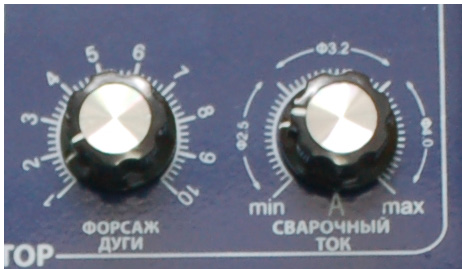 1 2 3 4 5 6 7 8 9 10
ФОРСАЖ
ДУГИ
Ф2.5 Ф3.2 Ф4.0
min A max
СВАРОЧНЫЙ
ТОК
ТОР